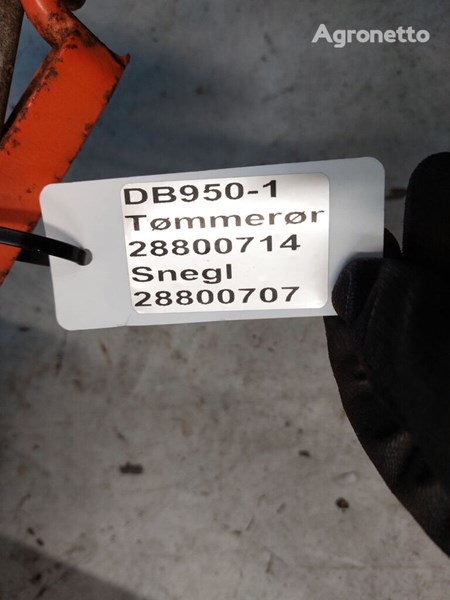 Agronetto
DB950-1
Tømmerør
28800714
Snegl
28800707